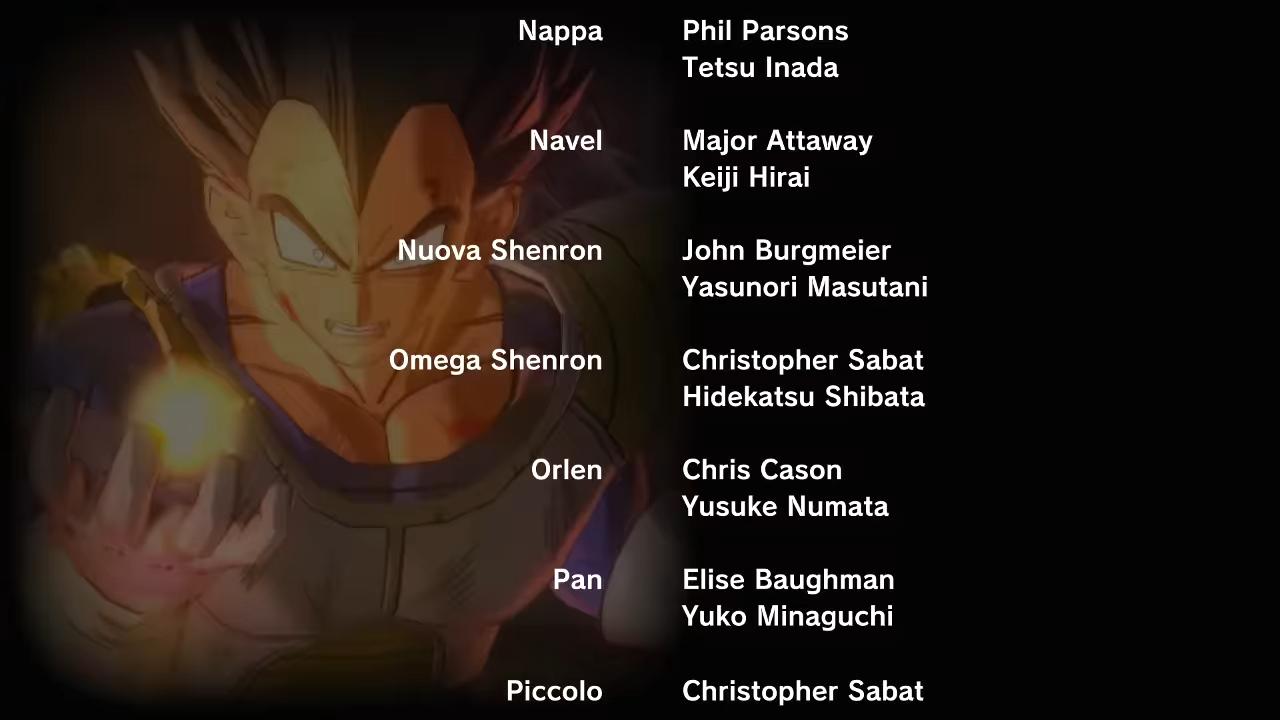 Nappa Phil Parsons
Tetsu Inada
Navel Major Attaway
Keiji Hirai
Nuova Shenron John Burgmeier
Yasunori Masutani
Omega Shenron Christopher Sabat
Hidekatsu Shibata
Orlen Chris Cason
Yusuke Numata
Pan Elise Baughman
Yuko Minaguchi
Piccolo Christopher Sabat